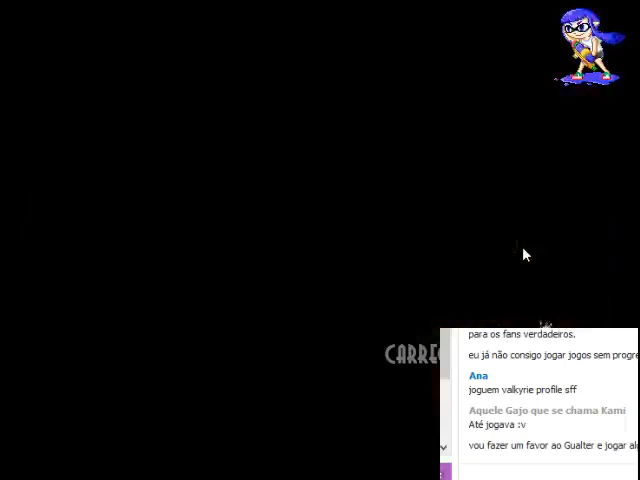 para os fans verdadeiros.
CARRE
eu já não consigo jogar jogos sem progre
Ana
joguem valkyrie profile sff
Aquele Gajo que se chama Kami
Até jogava :v
vou fazer um favor ao Gualter e jogar al